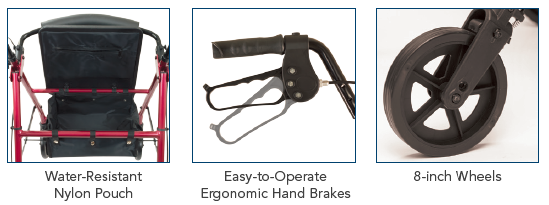 Water-Resistant
Nylon Pouch
Easy-to-Operate
Ergonomic Hand Brakes
8-inch Wheels